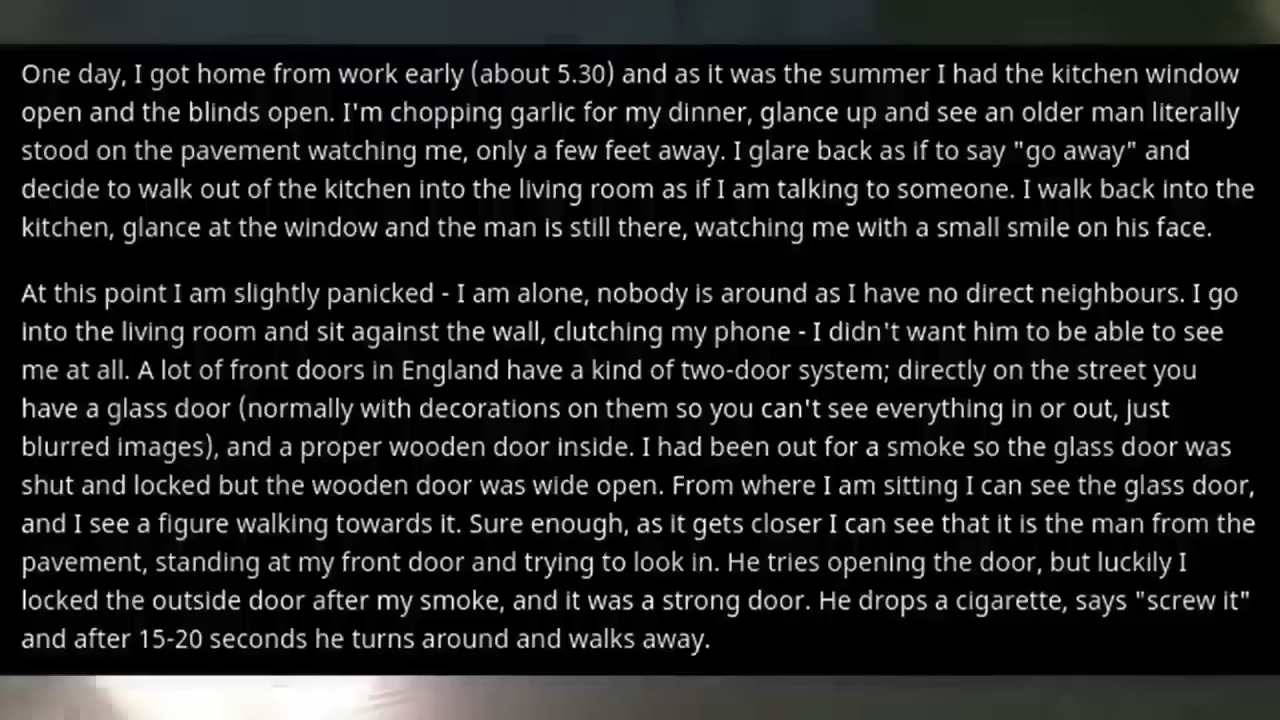 One day, I got home from work early (about 5.30) and as it was the summer I had the kitchen window
open and the blinds open. I'm chopping garlic for my dinner, glance up and see an older man literally
stood on the pavement watching me, only a few feet away. I glare back as if to say "go away" and
decide to walk out of the kitchen into the living room as if I am talking to someone. I walk back into the
kitchen, glance at the window and the man is still there, watching me with a small smile on his face.
At this point I am slightly panicked - I am alone, nobody is around as I have no direct neighbours. I go
into the living room and sit against the wall, clutching my phone - I didn't want him to be able to see
me at all. A lot of front doors in England have a kind of two-door system; directly on the street you
have a glass door (normally with decorations on them so you can't see everything in or out, just
blurred images), and a proper wooden door inside. I had been out for a smoke so the glass door was
shut and locked but the wooden door was wide open. From where I am sitting I can see the glass door,
and I see a figure walking towards it. Sure enough, as it gets closer I can see that it is the man from the
pavement, standing at my front door and trying to look in. He tries opening the door, but luckily I
locked the outside door after my smoke, and it was a strong door. He drops a cigarette, says "screw it"
and after 15-20 seconds he turns around and walks away.